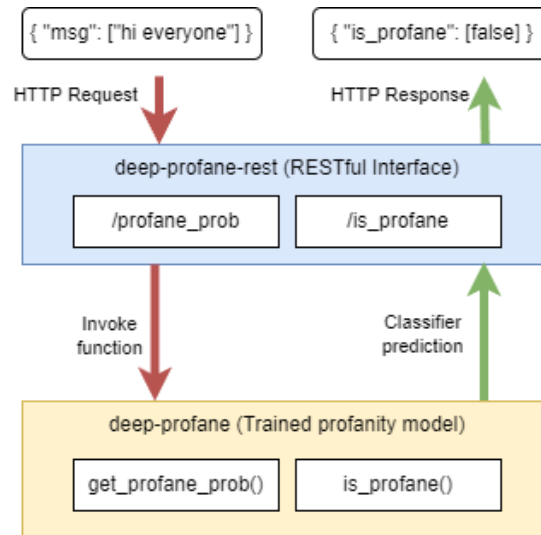 { "msg": ["hi everyone"] }
{ "is_profane": [false] }
HTTP Request
HTTP Response
deep-profane-rest (RESTful Interface)
/profane_prob
/is_profane
Invoke
function
Classifier
prediction
deep-profane (Trained profanity model)
get_profane_prob()
is_profane()